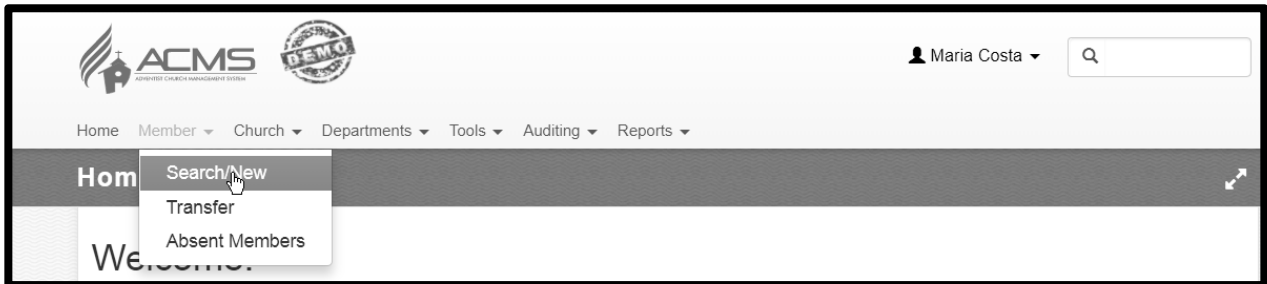 ACMS
ADVENTIST CHURCH MANAGEMENT SYSTEM
DEMO
Maria Costa
Home Member Church Departments Tools Auditing Reports
Hom
Search/New
Transfer
Absent Members
Welcome!